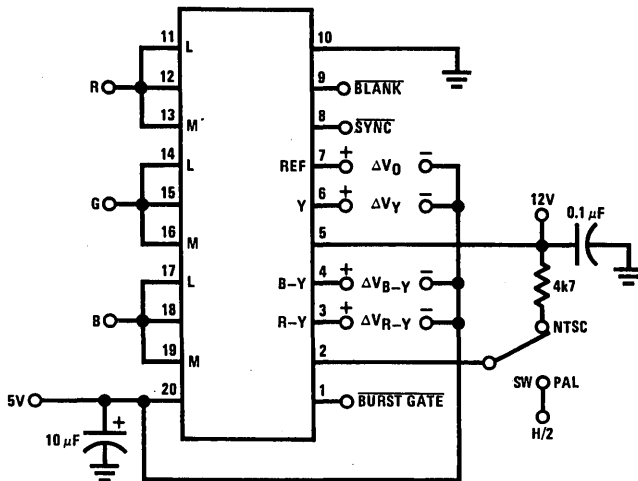 11 L
10
R
12
9 BLANK
13 M
8 SYNC
14 L
REF 7 + ΔV0 −
G
15
Y 6 + ΔVY −
12V
0.1 µF
16 M
5
17 L
B-Y 4 + ΔVB-Y −
4k7
B
18
R-Y 3 + ΔVR-Y −
NTSC
19 M
2
SW PAL
5V
20
1 BURST GATE
H/2
+
10 µF